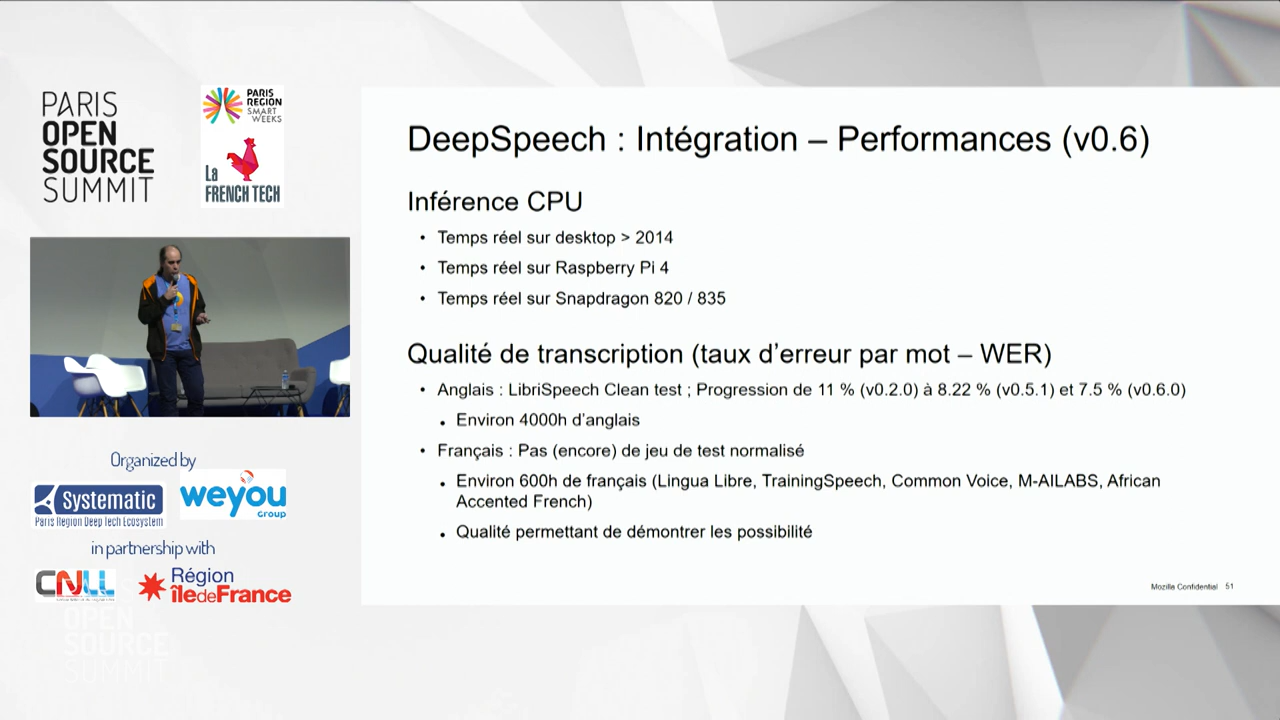 PARIS
OPEN
SOURCE
SUMMIT
PARIS
REGION
SMART
WEEKS
La
FRENCH TECH
DeepSpeech : Intégration – Performances (v0.6)
Inférence CPU
• Temps réel sur desktop > 2014
• Temps réel sur Raspberry Pi 4
• Temps réel sur Snapdragon 820 / 835
Qualité de transcription (taux d’erreur par mot – WER)
• Anglais : LibriSpeech Clean test ; Progression de 11 % (v0.2.0) à 8.22 % (v0.5.1) et 7.5 % (v0.6.0)
• Environ 4000h d’anglais
• Français : Pas (encore) de jeu de test normalisé
• Environ 600h de français (Lingua Libre, TrainingSpeech, Common Voice, M-AILABS, African
Accented French)
• Qualité permettant de démontrer les possibilité
Mozilla Confidential 51
Organized by
Systematic
Paris Region Deep Tech Ecosystem
weyou
GROUP
in partnership with
CNLL
Région
îledeFrance
OPEN
SOURCE
SUMMIT